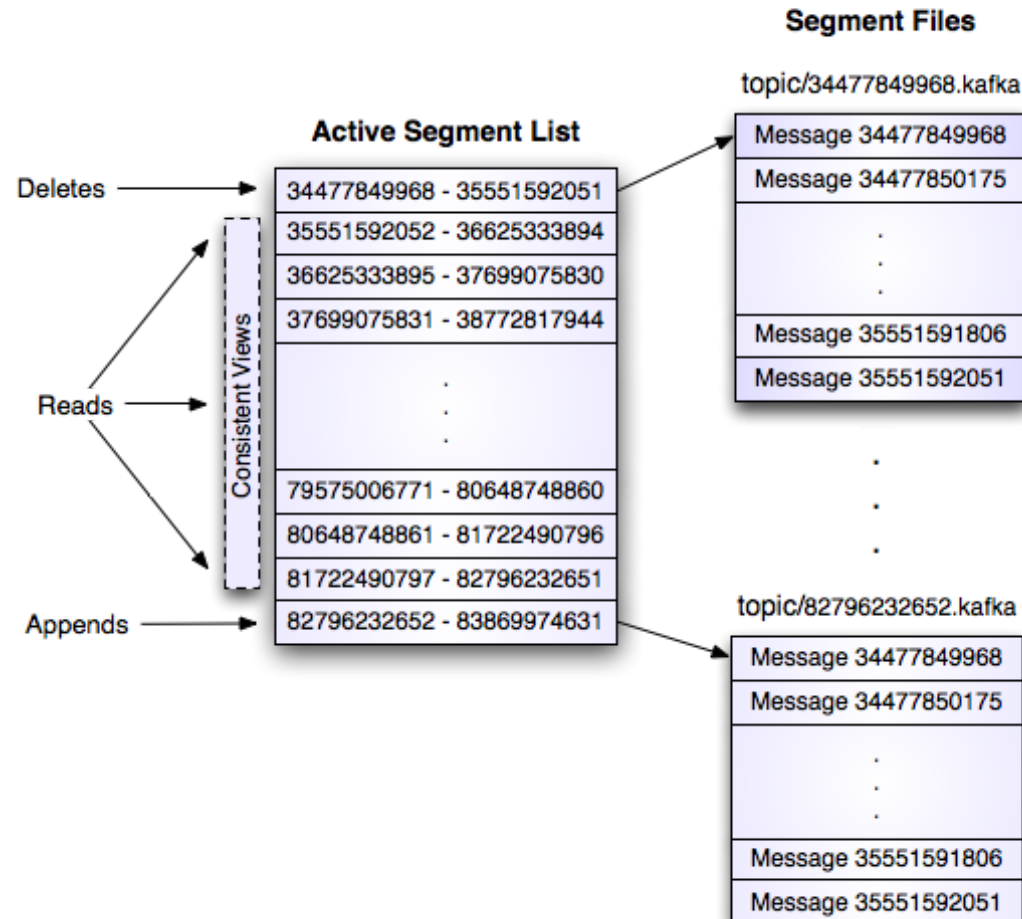 Segment Files
topic/34477849968.kafka
Message 34477849968
Message 34477850175
.
.
.
Message 35551591806
Message 35551592051
Active Segment List
Deletes
34477849968 - 35551592051
35551592052 - 36625333894
36625333895 - 37699075830
37699075831 - 38772817944
.
.
.
Reads
Consistent Views
79575006771 - 80648748860
80648748861 - 81722490796
81722490797 - 82796232651
Appends
82796232652 - 83869974631
.
.
.
topic/82796232652.kafka
Message 34477849968
Message 34477850175
.
.
.
Message 35551591806
Message 35551592051